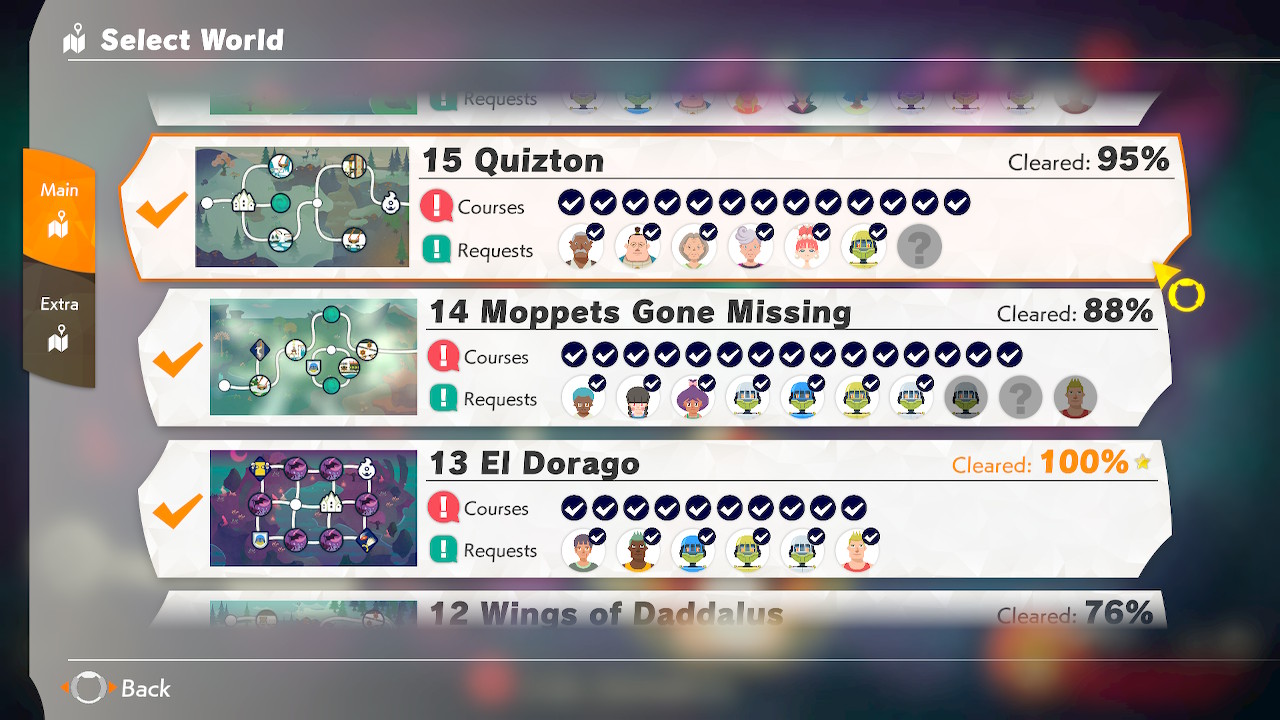 Select World
Requests
Main
Extra
15 Quizton
Cleared: 95%
! Courses
! Requests
?
14 Moppets Gone Missing
Cleared: 88%
! Courses
! Requests
?
13 El Dorago
Cleared: 100%
! Courses
! Requests
12 Wings of Daddalus
Cleared: 76%
Back